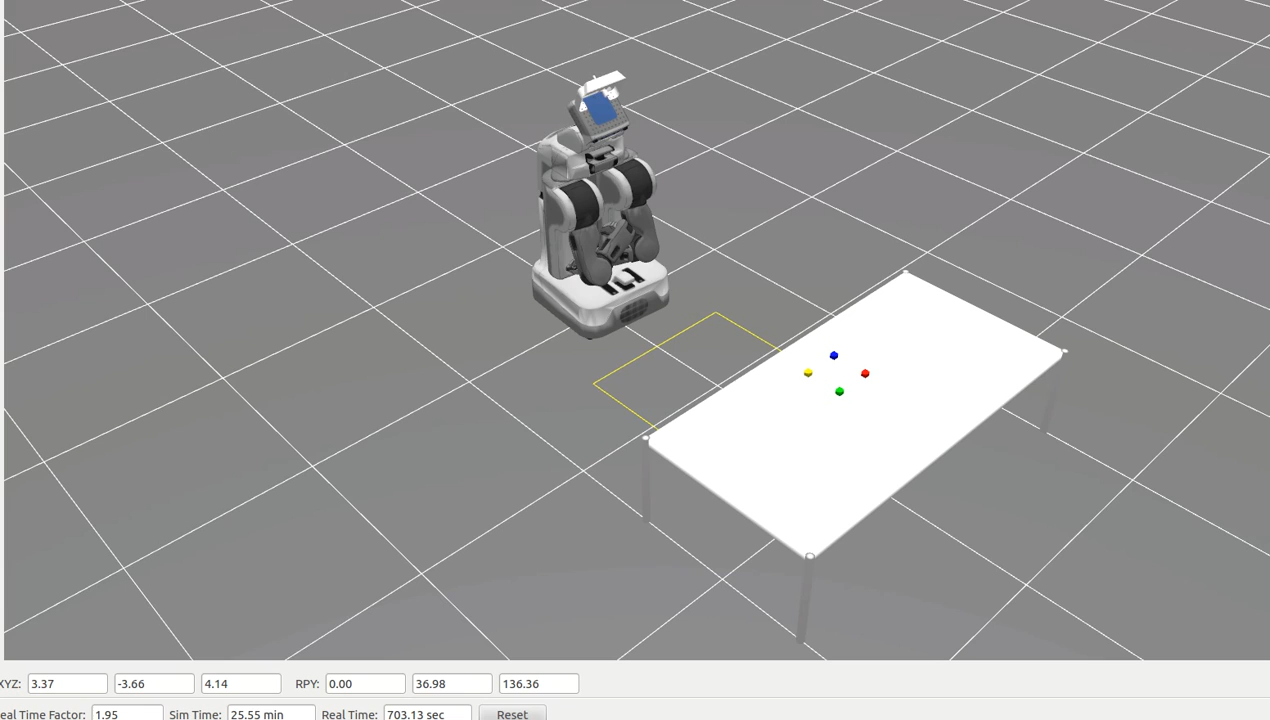 XYZ: 3.37 -3.66 4.14 RPY: 0.00 36.98 136.36
eal Time Factor: 1.95 Sim Time: 25.55 min Real Time: 703.13 sec Reset